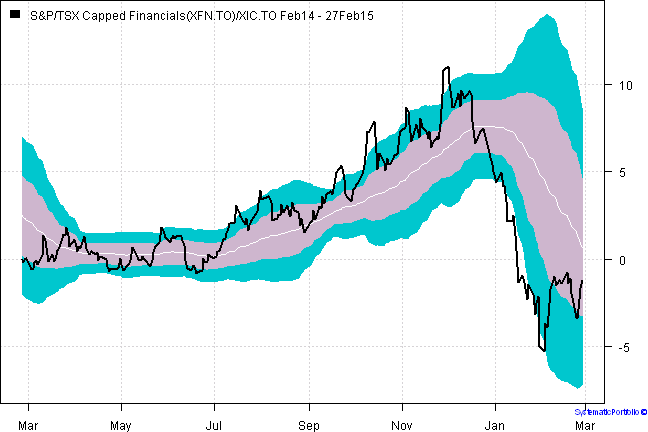 S&P/TSX Capped Financials(XFN.TO)/XIC.TO Feb14 - 27Feb15
10
5
0
-5
SystematicPortfolio ©
Mar May Jul Sep Nov Jan Mar